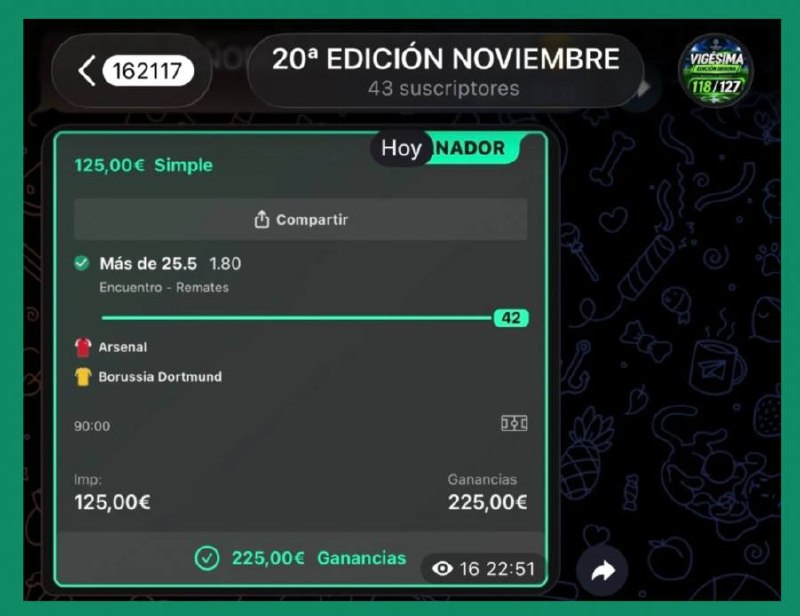 162117
20ª EDICIÓN NOVIEMBRE
43 suscriptores
VIGÉSIMA
118/127
Hoy
NADOR
125,00€ Simple
Compartir
Más de 25.5 1.80
Encuentro - Remates
42
Arsenal
Borussia Dortmund
90:00
Imp: Ganancias
125,00€ 225,00€
225,00€ Ganancias
16 22:51